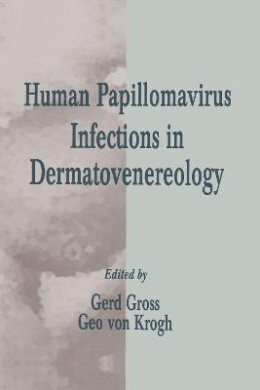 Human Papillomavirus
Infections in
Dermatovenereology
Edited by
Gerd Gross
Geo von Krogh